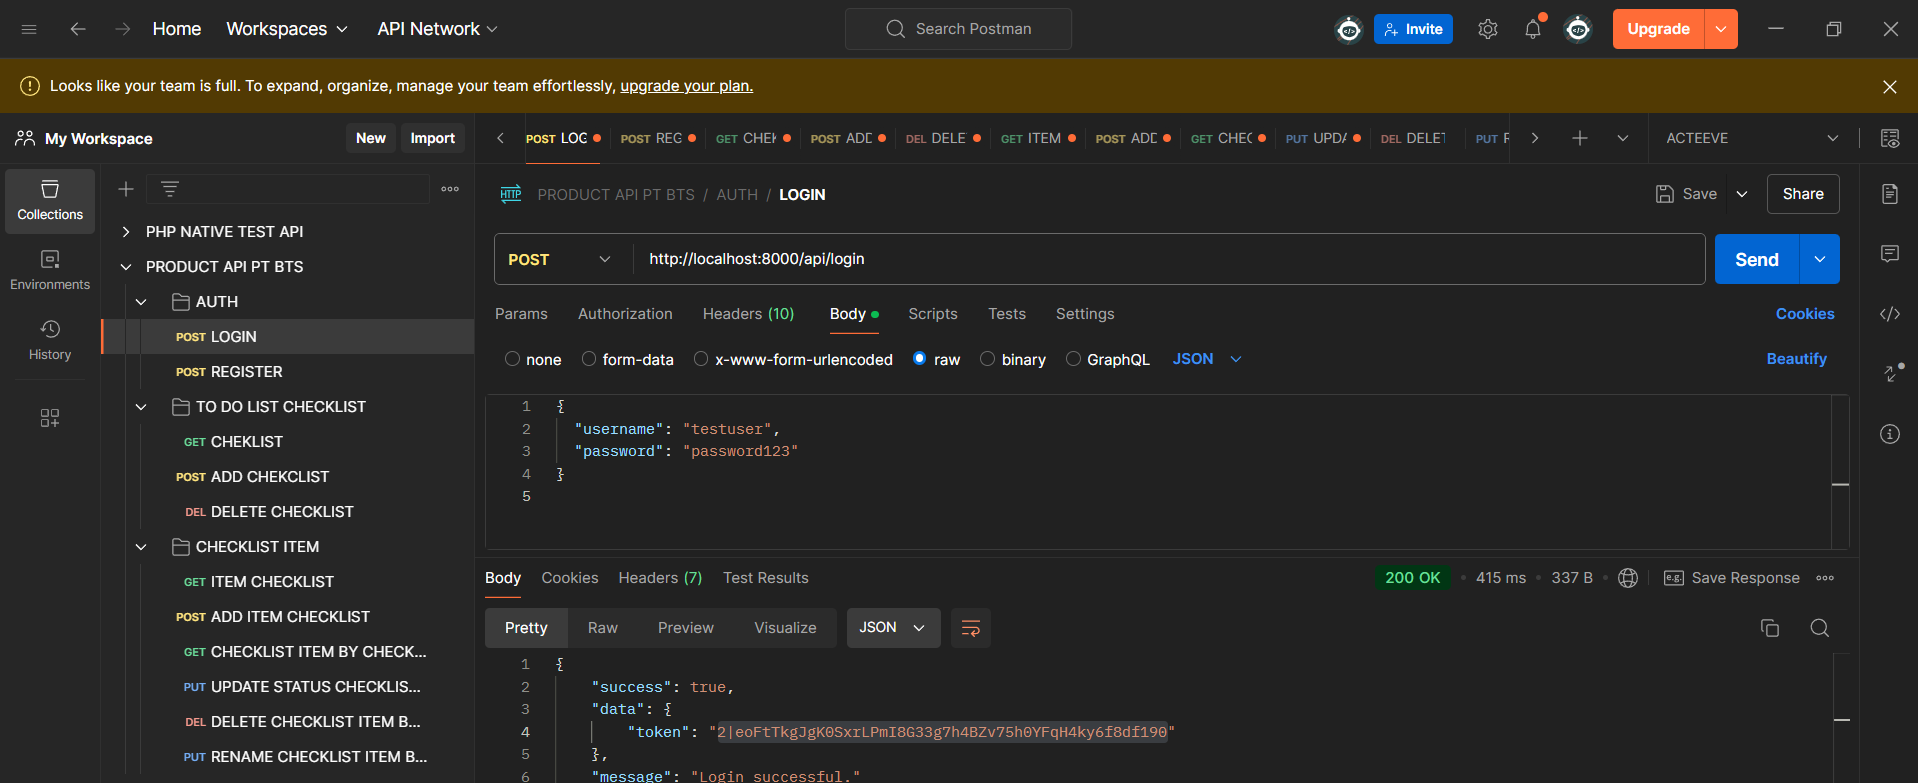 Home Workspaces API Network Search Postman Invite Upgrade
Looks like your team is full. To expand, organize, manage your team effortlessly, upgrade your plan.
My Workspace New Import
POST LOG POST REG GET CHEK POST ADD DEL DELE GET ITEM POST ADD GET CHEC PUT UPDA DEL DELET PUT ACTEEVE
Collections
Environments
History
PHP NATIVE TEST API
PRODUCT API PT BTS
AUTH
POST LOGIN
POST REGISTER
TO DO LIST CHECKLIST
GET CHEKLIST
POST ADD CHEKCLIST
DEL DELETE CHECKLIST
CHECKLIST ITEM
GET ITEM CHECKLIST
POST ADD ITEM CHECKLIST
GET CHECKLIST ITEM BY CHECK...
PUT UPDATE STATUS CHECKLIS...
DEL DELETE CHECKLIST ITEM B...
PUT RENAME CHECKLIST ITEM B...
HTTP PRODUCT API PT BTS / AUTH / LOGIN Save Share
POST http://localhost:8000/api/login Send
Params Authorization Headers (10) Body Scripts Tests Settings Cookies
none form-data x-www-form-urlencoded raw binary GraphQL JSON Beautify
1 {
2 "username": "testuser",
3 "password": "password123"
4 }
5
Body Cookies Headers (7) Test Results 200 OK 415 ms 337 B e.g. Save Response
Pretty Raw Preview Visualize JSON
1 {
2 "success": true,
3 "data": {
4 "token": "2|eoFtTkgJgK0SxrLPmI8G33g7h4BZv75h0YFqH4ky6f8df190"
5 },
6 "message": "Login successful."